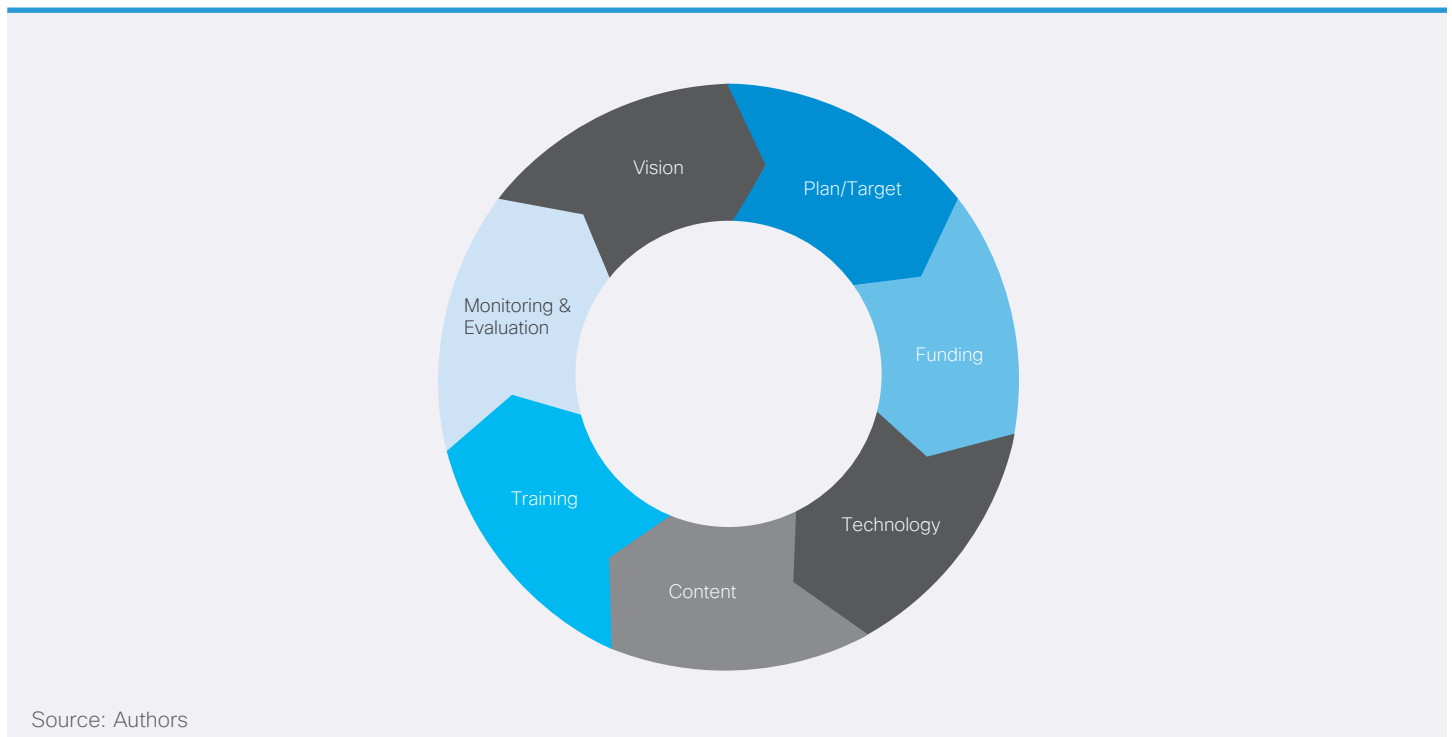 Vision
Plan/Target
Funding
Technology
Content
Training
Monitoring &
Evaluation
Source: Authors